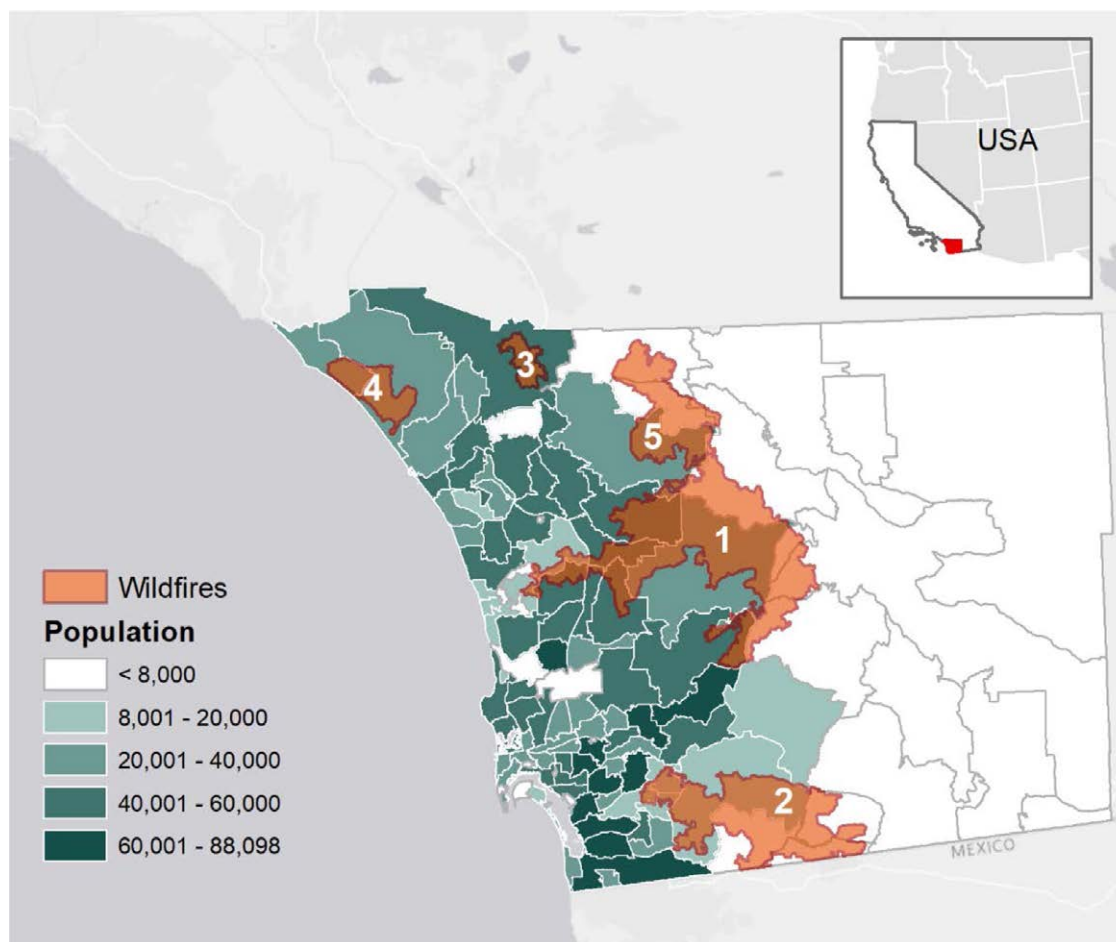 USA
3
4
5
1
Wildfires
Population
< 8,000
8,001 - 20,000
20,001 - 40,000
40,001 - 60,000
60,001 - 88,098
2
MEXICO